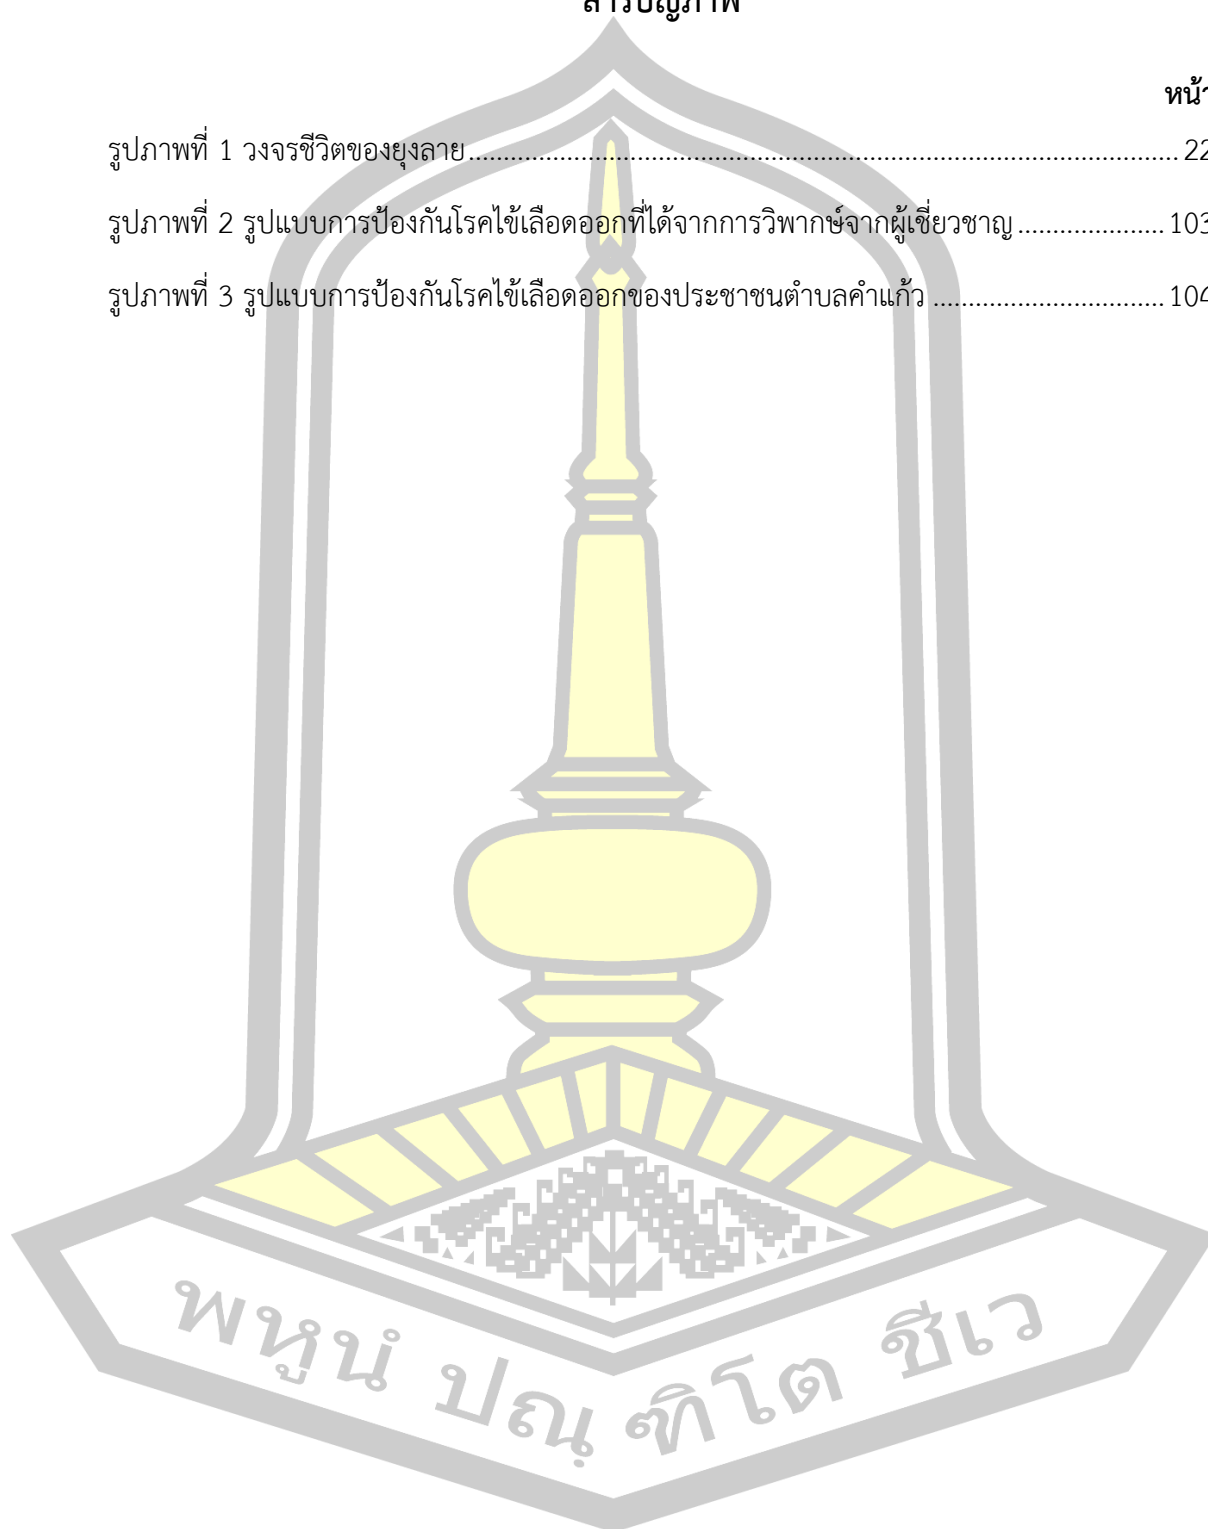 สารบัญภาพ
หน้า
รูปภาพที่ 1 วงจรชีวิตของยุงลาย........................................................................................................ 22
รูปภาพที่ 2 รูปแบบการป้องกันโรคไข้เลือดออกที่ได้จากการวิพากษ์จากผู้เชี่ยวชาญ ..................... 103
รูปภาพที่ 3 รูปแบบการป้องกันโรคไข้เลือดออกของประชาชนตำบลคำแก้ว ................................. 104
พหูนํ ปณฺฑิโต ชีเว